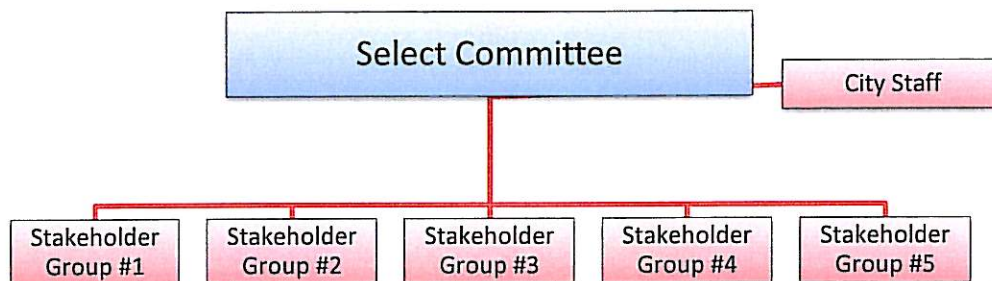 Select Committee
City Staff
Stakeholder
Group #1
Stakeholder
Group #2
Stakeholder
Group #3
Stakeholder
Group #4
Stakeholder
Group #5